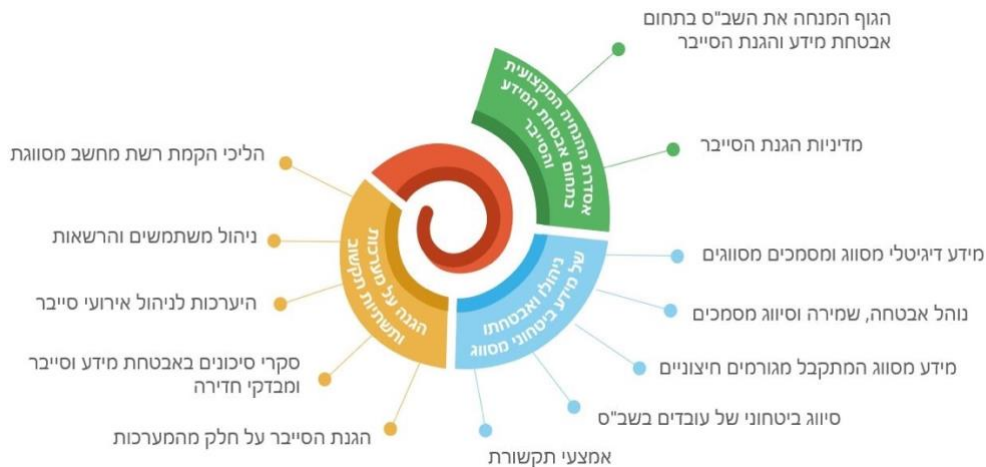 הגוף המנחה את השב"ס בתחום
אבטחת מידע והגנת הסייבר
מדיניות הגנת הסייבר
אסדרת ההנחיה המקצועית
בתחום אבטחת המידע
והסייבר
מידע דיגיטלי מסווג ומסמכים מסווגים
נוהל אבטחה, שמירה וסיווג מסמכים
מידע מסווג המתקבל מגורמים חיצוניים
סיווג ביטחוני של עובדים בשב"ס
אמצעי תקשורת
ניהולו ואבטחתו
של מידע ביטחוני מסווג
הליכי הקמת רשת מחשב מסווגת
ניהול משתמשים והרשאות
היערכות לניהול אירועי סייבר
סקרי סיכונים באבטחת מידע וסייבר
ומבדקי חדירה
הגנת הסייבר על חלק מהמערכות
הגנה על מערכות
ותשתיות תקשוב